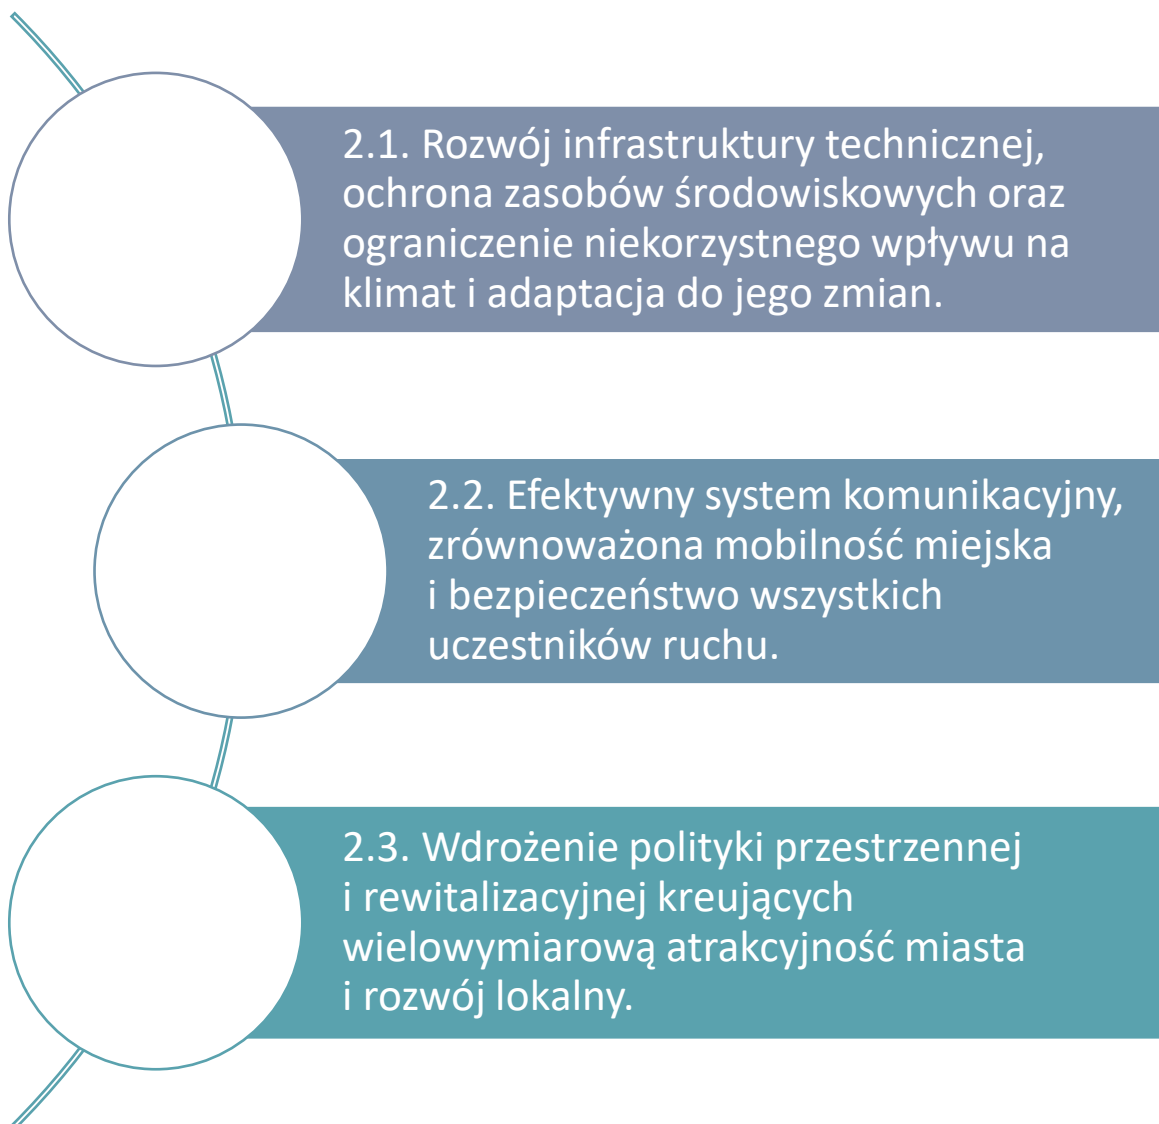 2.1. Rozwój infrastruktury technicznej,
ochrona zasobów środowiskowych oraz
ograniczenie niekorzystnego wpływu na
klimat i adaptacja do jego zmian.
2.2. Efektywny system komunikacyjny,
zrównoważona mobilność miejska
i bezpieczeństwo wszystkich
uczestników ruchu.
2.3. Wdrożenie polityki przestrzennej
i rewitalizacyjnej kreujących
wielowymiarową atrakcyjność miasta
i rozwój lokalny.